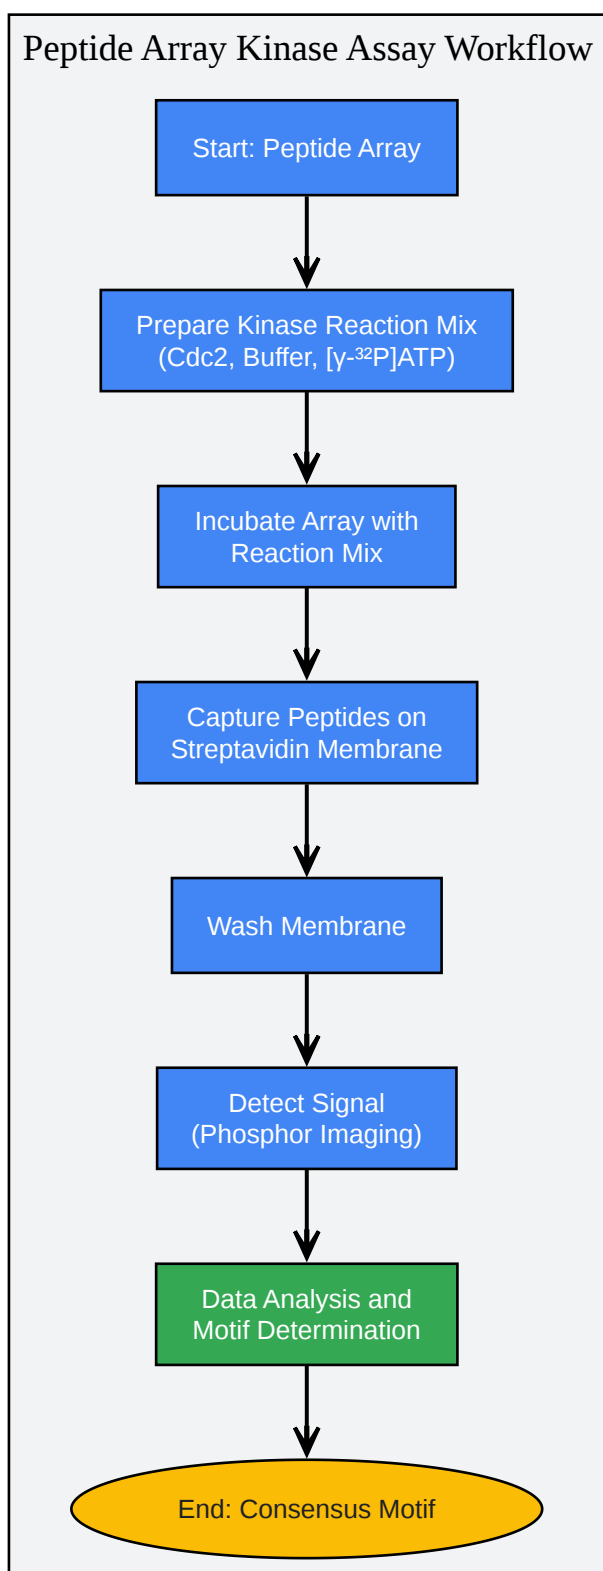 Peptide Array Kinase Assay Workflow
Start: Peptide Array
Prepare Kinase Reaction Mix
(Cdc2, Buffer, [γ-³²P]ATP)
Incubate Array with
Reaction Mix
Capture Peptides on
Streptavidin Membrane
Wash Membrane
Detect Signal
(Phosphor Imaging)
Data Analysis and
Motif Determination
End: Consensus Motif